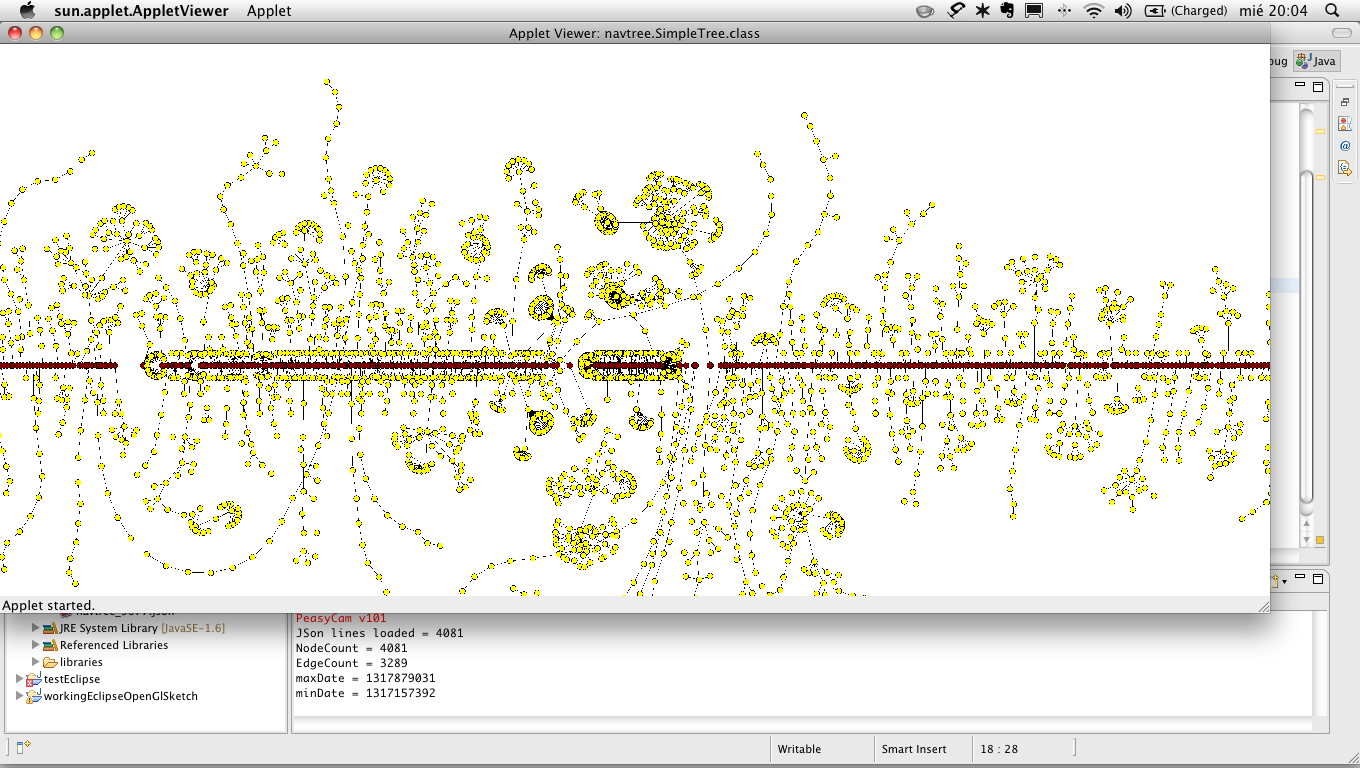 sun.applet.AppletViewer Applet (Charged) mié 20:04
Applet Viewer: navtree.SimpleTree.class
bug Java
Applet started.
JRE System Library [JavaSE-1.6]
Referenced Libraries
libraries
testEclipse
workingEclipseOpenGlSketch
PeasyCam v101
JSon lines loaded = 4081
NodeCount = 4081
EdgeCount = 3289
maxDate = 1317879031
minDate = 1317157392
Writable Smart Insert 18 : 28